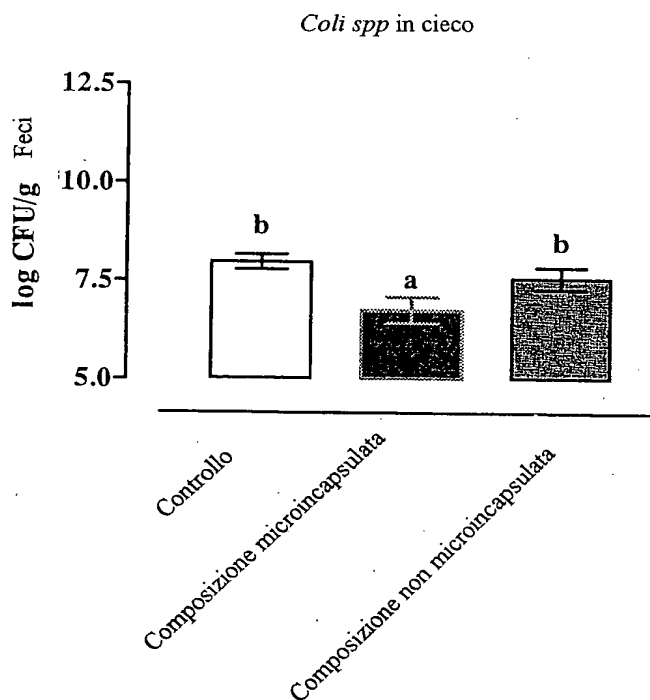 Coli spp in cieco
log CFU/g Feci
12.5
10.0
7.5
5.0
b
a
b
Controllo
Composizione microincapsulata
Composizione non microincapsulata